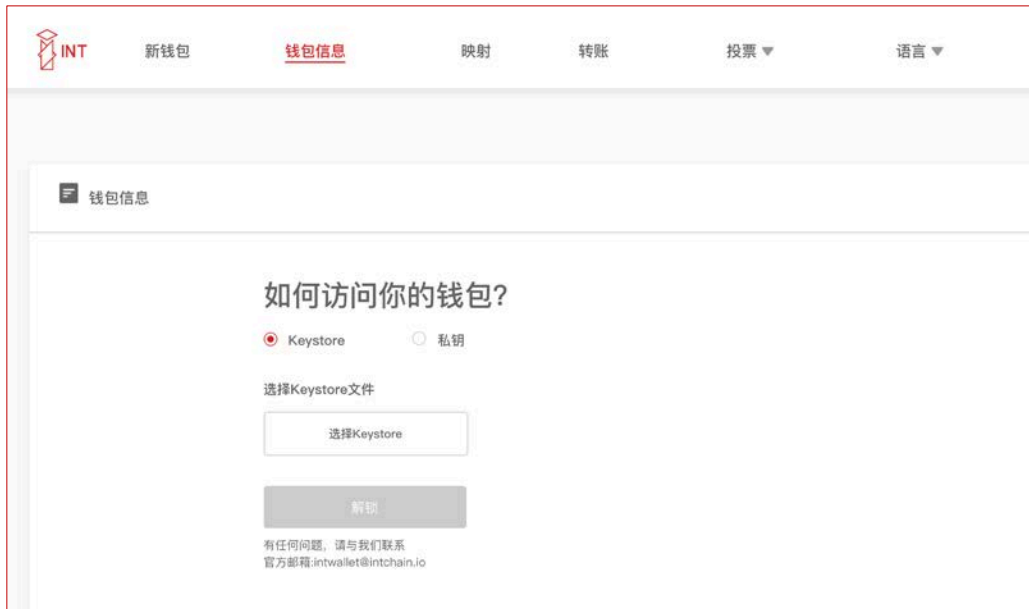 INT 新钱包 钱包信息 映射 转账 投票 语言
钱包信息
如何访问你的钱包?
Keystore 私钥
选择Keystore文件
选择Keystore
解锁
有任何问题，请与我们联系
官方邮箱:intwallet@intchain.io